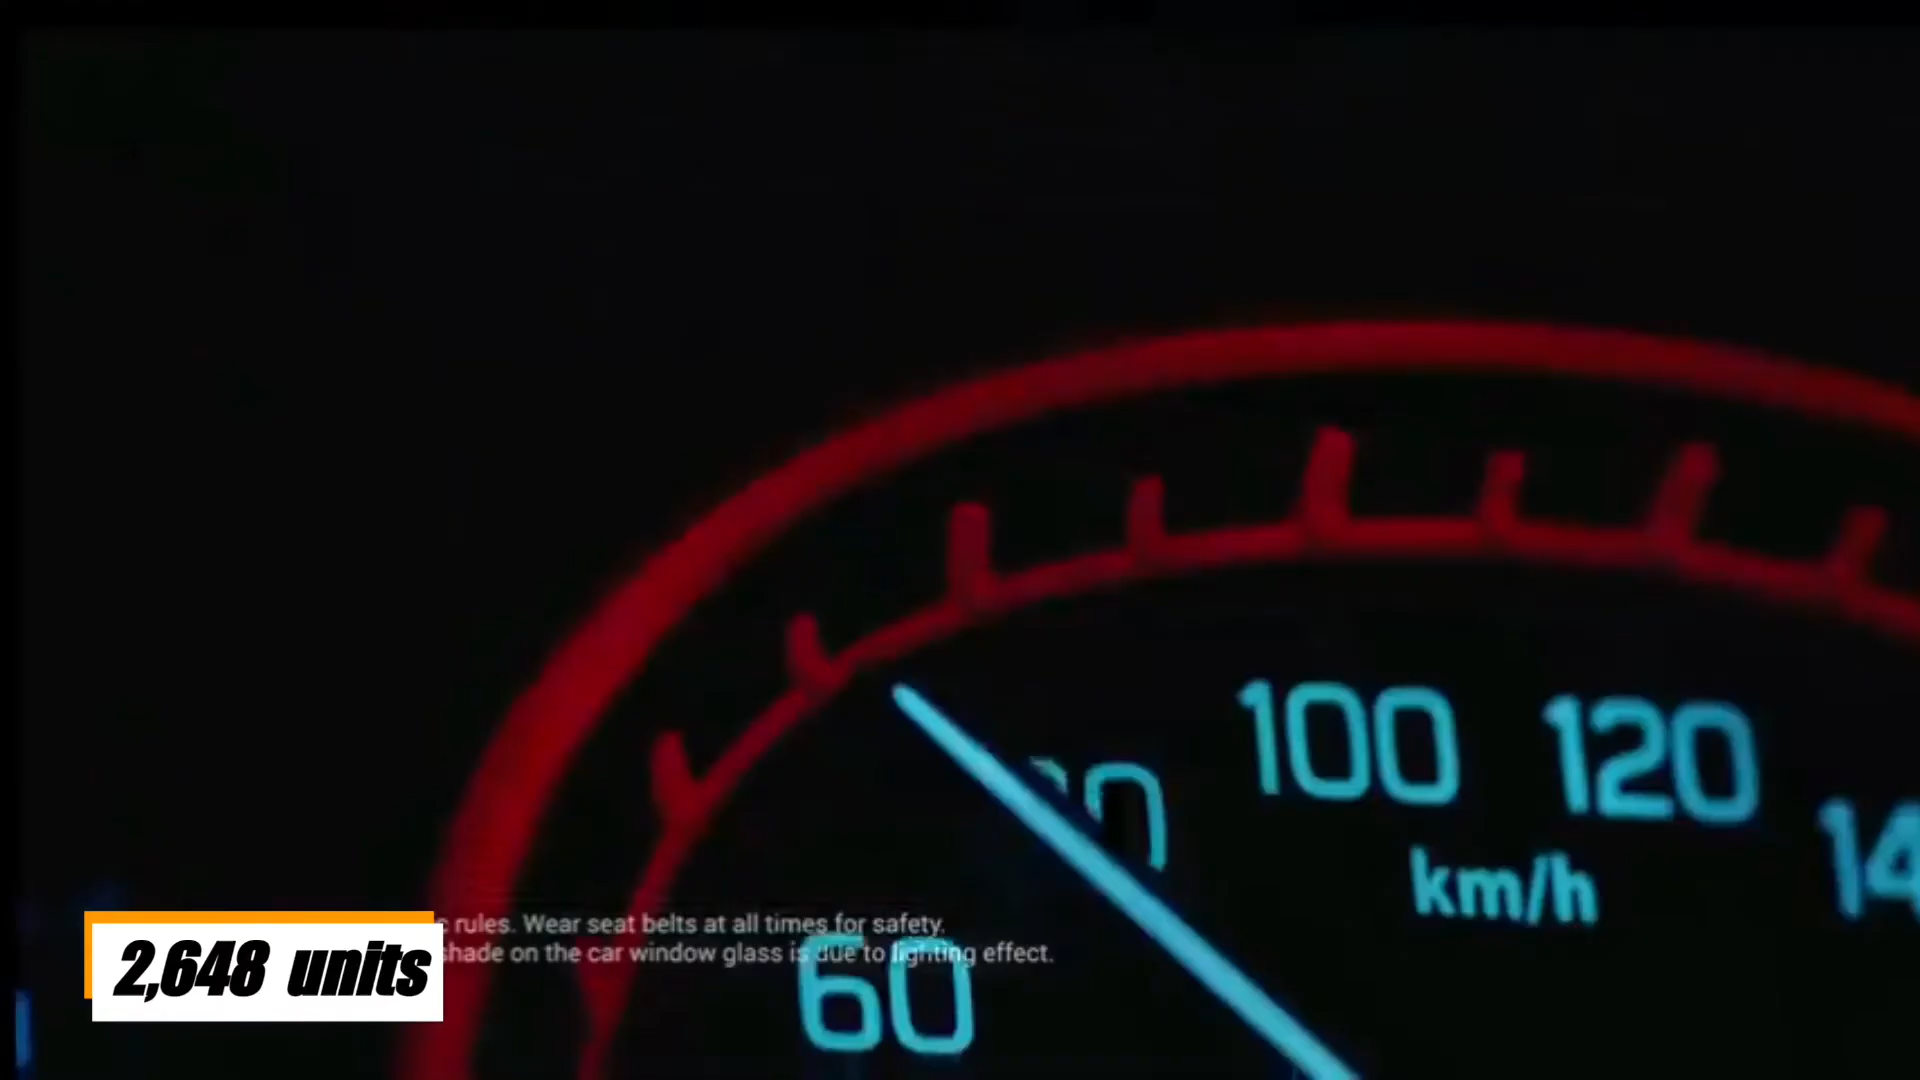 100 120
km/h
rules. Wear seat belts at all times for safety.
shade on the car window glass is due to lighting effect.
2,648 units
60